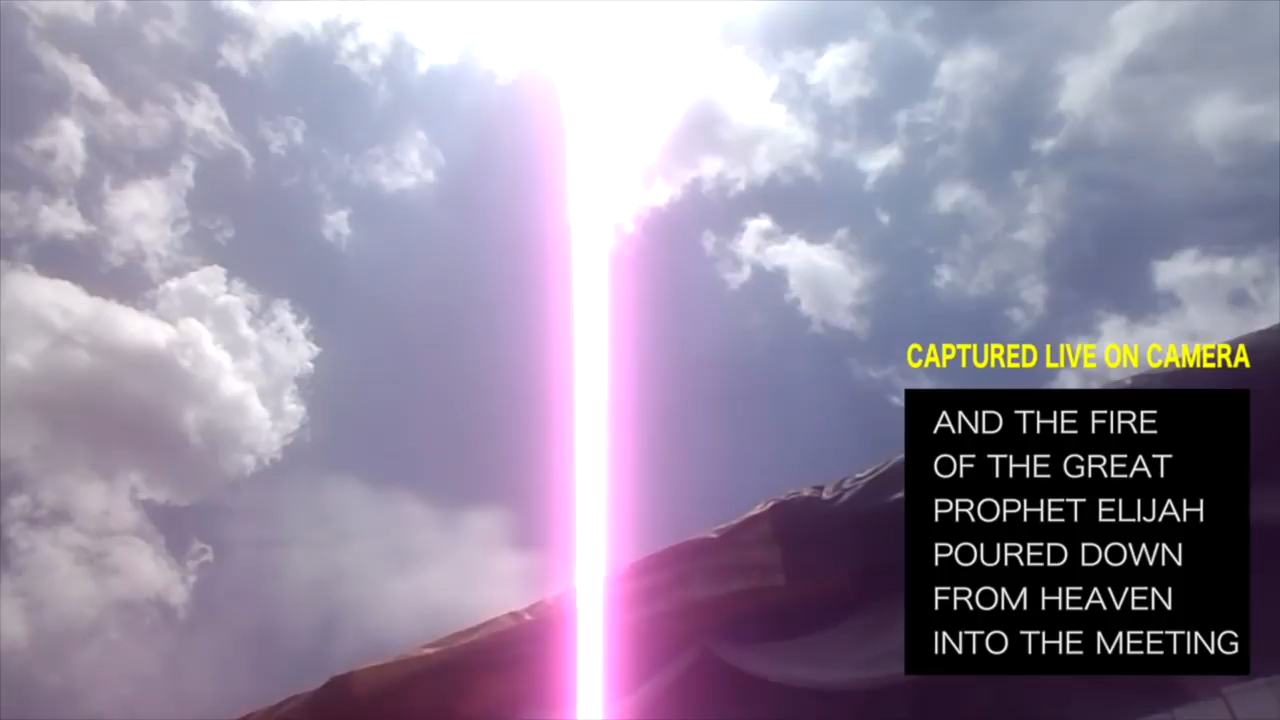 CAPTURED LIVE ON CAMERA
AND THE FIRE
OF THE GREAT
PROPHET ELIJAH
POURED DOWN
FROM HEAVEN
INTO THE MEETING